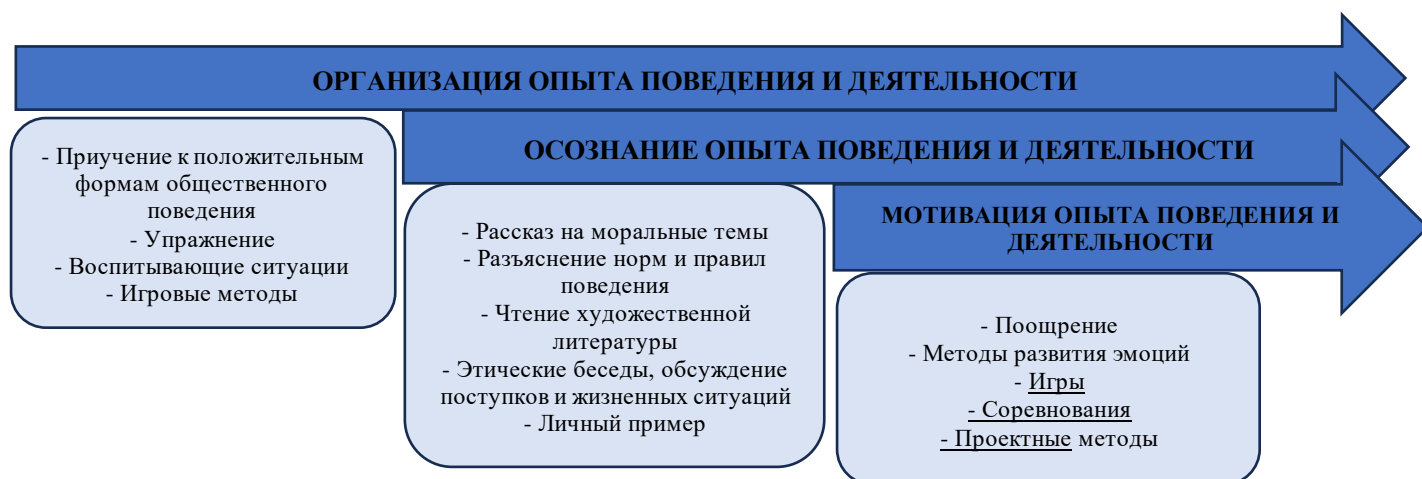 ОРГАНИЗАЦИЯ ОПЫТА ПОВЕДЕНИЯ И ДЕЯТЕЛЬНОСТИ
- Приучение к положительным
формам общественного
поведения
- Упражнение
- Воспитывающие ситуации
- Игровые методы
ОСОЗНАНИЕ ОПЫТА ПОВЕДЕНИЯ И ДЕЯТЕЛЬНОСТИ
- Рассказ на моральные темы
- Разъяснение норм и правил
поведения
- Чтение художественной
литературы
- Этические беседы, обсуждение
поступков и жизненных ситуаций
- Личный пример
МОТИВАЦИЯ ОПЫТА ПОВЕДЕНИЯ И
ДЕЯТЕЛЬНОСТИ
- Поощрение
- Методы развития эмоций
- Игры
- Соревнования
- Проектные методы